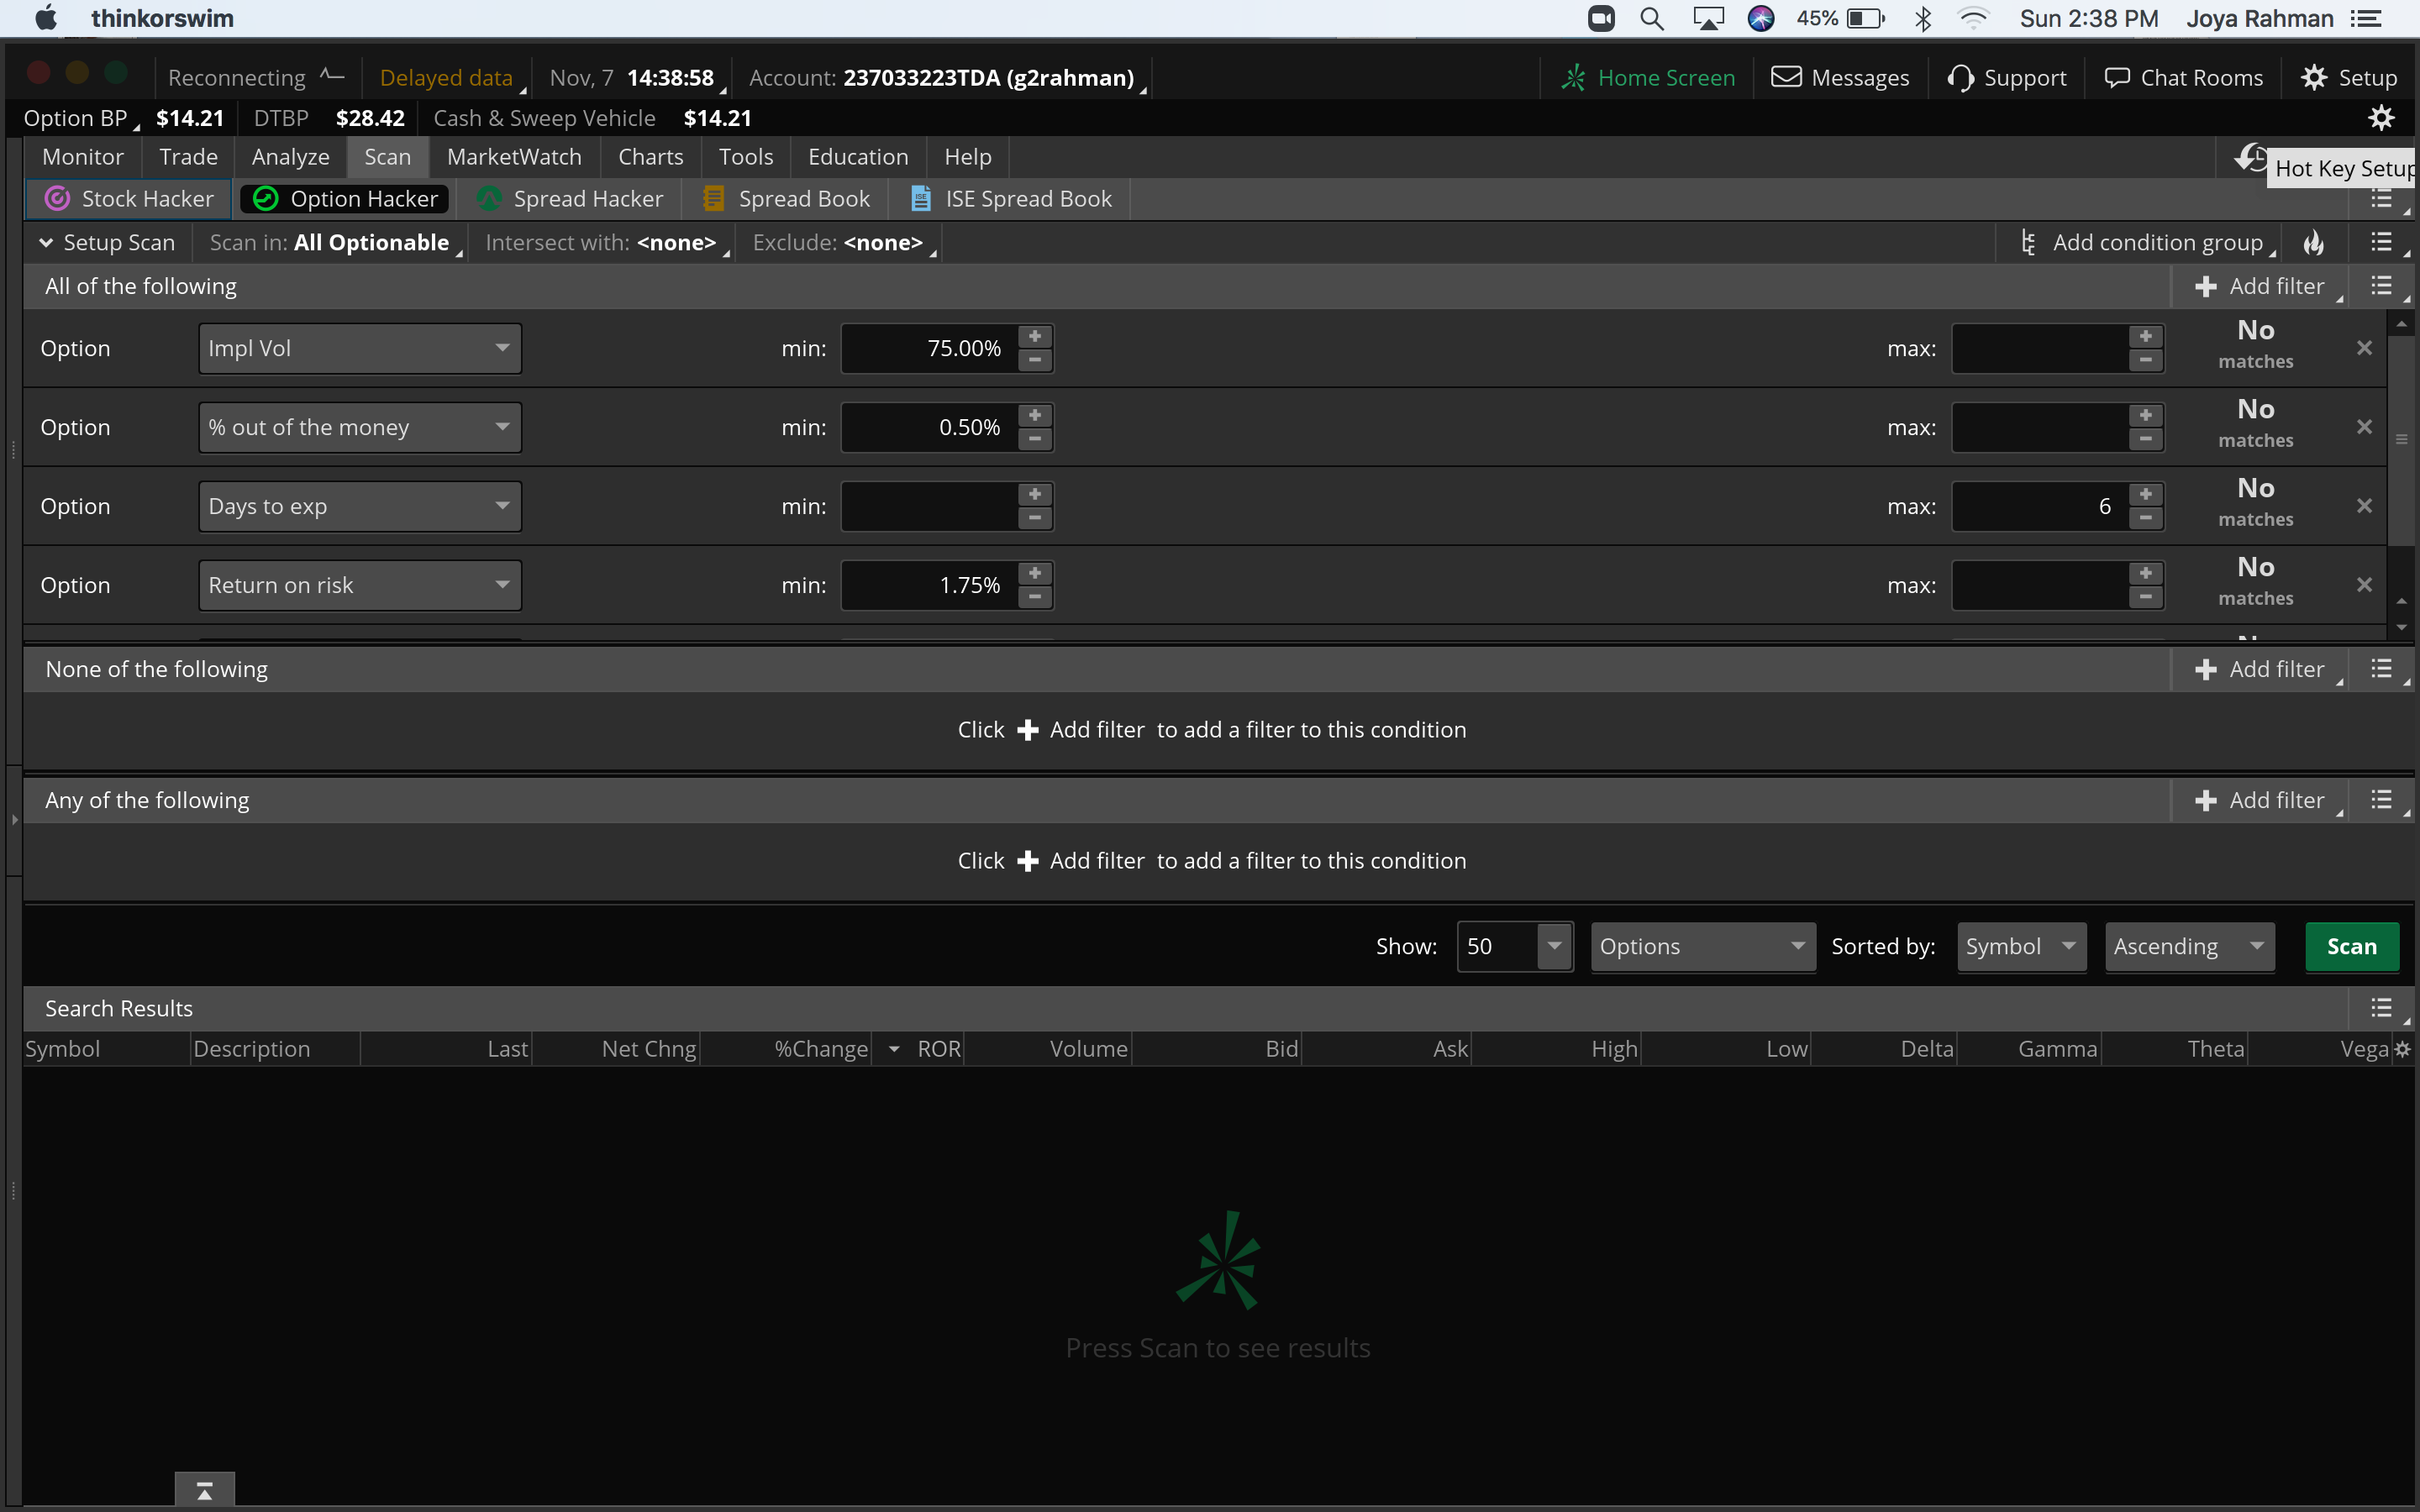 thinkorswim 45% Sun 2:38 PM Joya Rahman
Reconnecting Delayed data Nov, 7 14:38:58 Account: 237033223TDA (g2rahman) Home Screen Messages Support Chat Rooms Setup
Option BP $14.21 DTBP $28.42 Cash & Sweep Vehicle $14.21
Monitor Trade Analyze Scan MarketWatch Charts Tools Education Help
Hot Key Setup
Stock Hacker Option Hacker Spread Hacker Spread Book ISE ISE Spread Book
Setup Scan Scan in: All Optionable Intersect with: <none> Exclude: <none> Add condition group
All of the following Add filter
Option Impl Vol min: 75.00% max: No matches
Option % out of the money min: 0.50% max: No matches
Option Days to exp min: max: 6 No matches
Option Return on risk min: 1.75% max: No matches
None of the following Add filter
Click Add filter to add a filter to this condition
Any of the following Add filter
Click Add filter to add a filter to this condition
Show: 50 Options Sorted by: Symbol Ascending Scan
Search Results
Symbol Description Last Net Chng %Change ROR Volume Bid Ask High Low Delta Gamma Theta Vega
Press Scan to see results